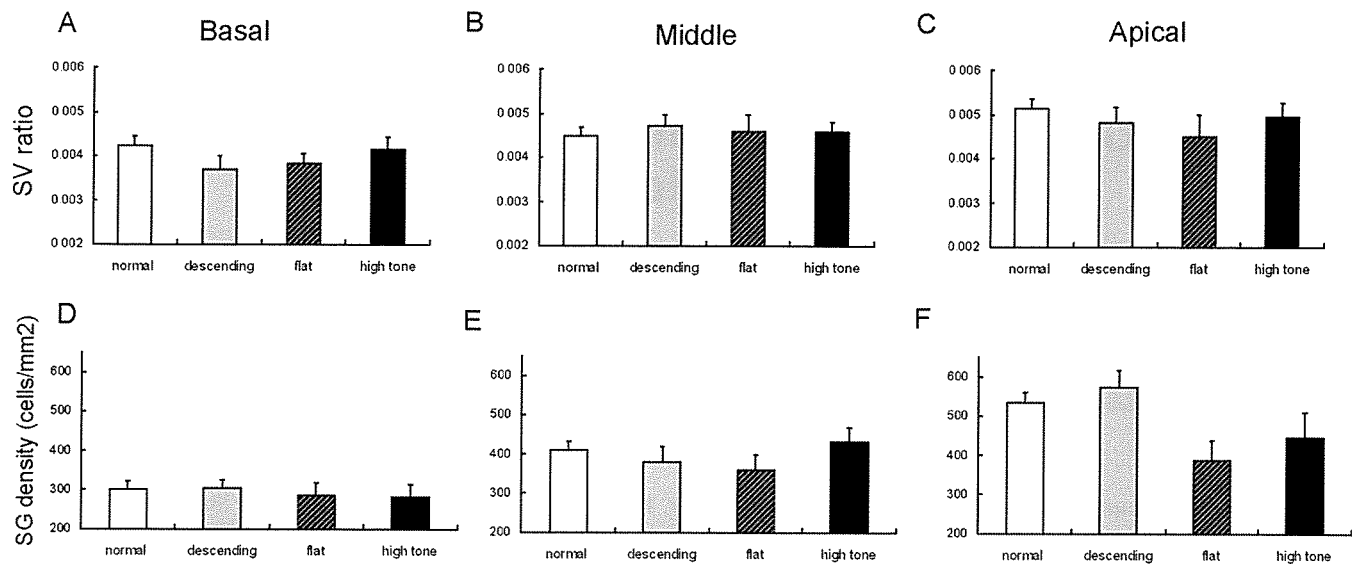 A Basal
B Middle
C Apical
SV ratio
0.006
0.005
0.004
0.003
0.002
normal descending flat high tone
0.006
0.005
0.004
0.003
0.002
normal descending flat high tone
0.006
0.005
0.004
0.003
0.002
normal descending flat high tone
D
E
F
SG density (cells/mm2)
600
500
400
300
200
normal descending flat high tone
600
500
400
300
200
normal descending flat high tone
600
500
400
300
200
normal descending flat high tone